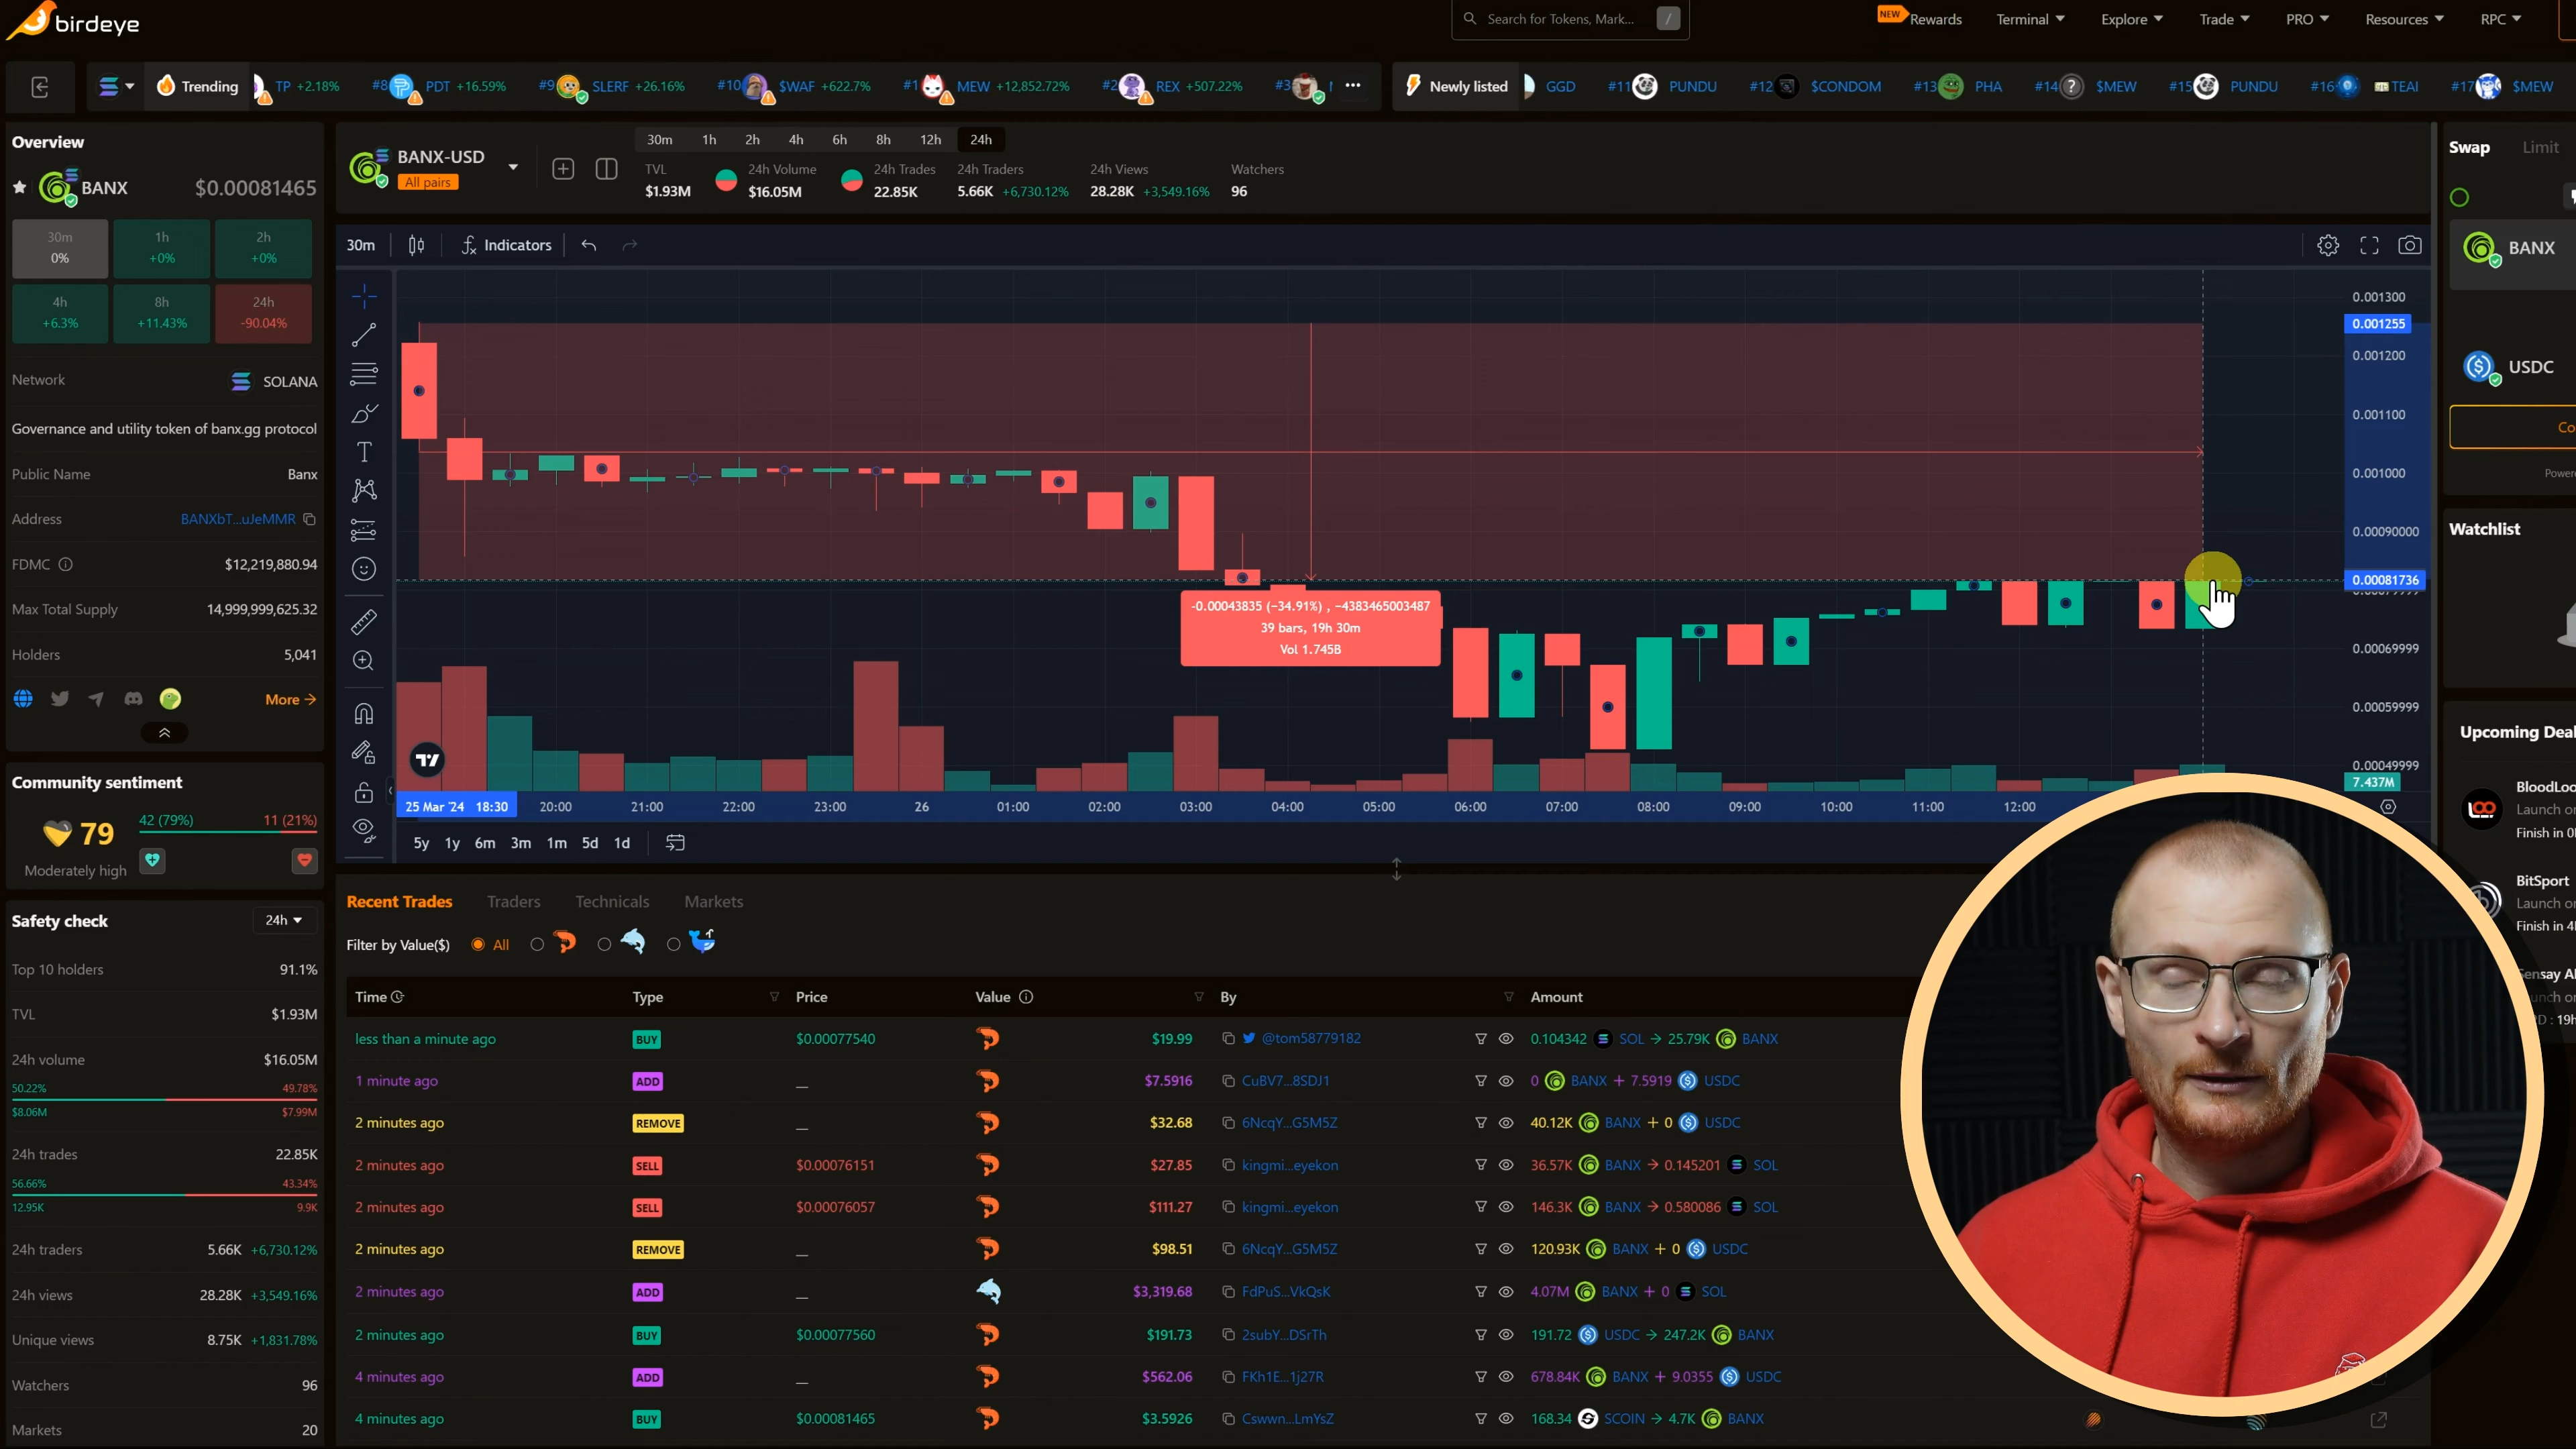 birdeye
Search for Tokens, Mark... /
NEW Rewards Terminal Explore Trade PRO Resources RPC
Trending TP +2.18% #8 PDT +16.59% #9 SLERF +26.16% #10 $WAF +622.7% #1 MEW +12,852.72% #2 REX +507.22% #3
Newly listed GGD #11 PUNDU #12 $CONDOM #13 PHA #14 $MEW #15 PUNDU #16 TEAI #17 $MEW
Overview
BANX $0.00081465
30m 1h 2h
0% +0% +0%
4h 8h 24h
+6.3% +11.43% -90.04%
Network SOLANA
Governance and utility token of banx.gg protocol
Public Name Banx
Address BANXbT...uJeMMR
FDMC $12,219,880.94
Max Total Supply 14,999,999,625.32
Holders 5,041
More
Community sentiment
79 42 (79%) 11 (21%)
Moderately high
Safety check 24h
Top 10 holders 91.1%
TVL $1.93M
24h volume $16.05M
50.22% 49.78%
$8.06M $7.99M
24h trades 22.85K
56.66% 43.34%
12.95K 9.9K
24h traders 5.66K +6,730.12%
24h views 28.28K +3,549.16%
Unique views 8.75K +1,831.78%
Watchers 96
Markets 20
BANX-USD
All pairs
30m 1h 2h 4h 6h 8h 12h 24h
TVL 24h Volume 24h Trades 24h Traders 24h Views Watchers
$1.93M $16.05M 22.85K 5.66K +6,730.12% 28.28K +3,549.16% 96
30m Indicators
0.001300
0.001255
0.001200
0.001100
0.001000
0.00090000
0.00081736
0.00069999
0.00059999
0.00049999
7.437M
-0.00043835 (−34.91%) , −4383465003487
39 bars, 19h 30m
Vol 1.745B
25 Mar '24 18:30 20:00 21:00 22:00 23:00 26 01:00 02:00 03:00 04:00 05:00 06:00 07:00 08:00 09:00 10:00 11:00 12:00
5y 1y 6m 3m 1m 5d 1d
Recent Trades Traders Technicals Markets
Filter by Value($) All
Time Type Price Value By Amount
less than a minute ago BUY $0.00077540 $19.99 @tom58779182 0.104342 SOL → 25.79K BANX
1 minute ago ADD __ $7.5916 CuBV7...8SDJ1 0 BANX + 7.5919 USDC
2 minutes ago REMOVE __ $32.68 6NcqY...G5M5Z 40.12K BANX + 0 USDC
2 minutes ago SELL $0.00076151 $27.85 kingmi...eyekon 36.57K BANX → 0.145201 SOL
2 minutes ago SELL $0.00076057 $111.27 kingmi...eyekon 146.3K BANX → 0.580086 SOL
2 minutes ago REMOVE __ $98.51 6NcqY...G5M5Z 120.93K BANX + 0 USDC
2 minutes ago ADD __ $3,319.68 FdPuS...VkQsK 4.07M BANX + 0 SOL
2 minutes ago BUY $0.00077560 $191.73 2subY...DSrTh 191.72 USDC → 247.2K BANX
4 minutes ago ADD __ $562.06 FKh1E...1j27R 678.84K BANX + 9.0355 USDC
4 minutes ago BUY $0.00081465 $3.5926 Cswwn...LmYsZ 168.34 SCOIN → 4.7K BANX
Swap Limit
BANX
USDC
Co
Powere
Watchlist
Upcoming Deal
BloodLoo
Launch on
Finish in 0
BitSport
Launch on
Finish in 4
Sensay A